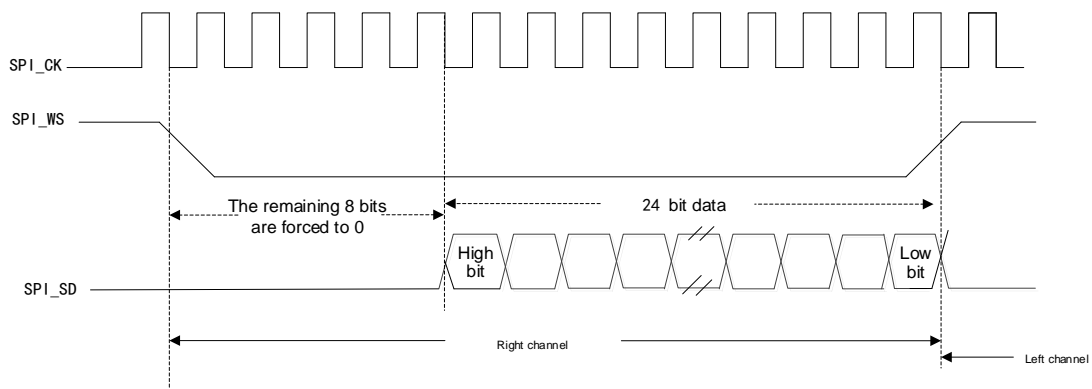 SPI_CK
SPI_WS
The remaining 8 bits
are forced to 0
24 bit data
High
bit
Low
bit
SPI_SD
Right channel
Left channel